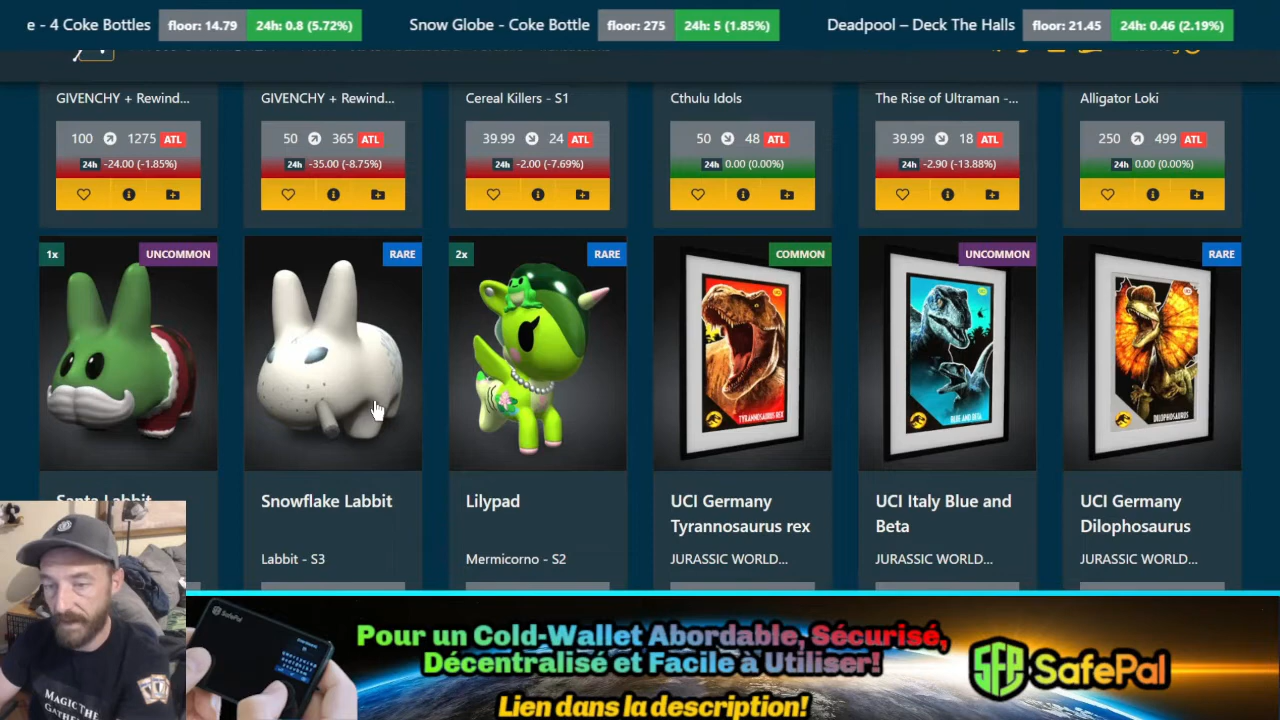 e - 4 Coke Bottles floor: 14.79 24h: 0.8 (5.72%) Snow Globe - Coke Bottle floor: 275 24h: 5 (1.85%) Deadpool – Deck The Halls floor: 21.45 24h: 0.46 (2.19%)
GIVENCHY + Rewind... GIVENCHY + Rewind... Cereal Killers - S1 Cthulu Idols The Rise of Ultraman -... Alligator Loki
100 1275 ATL 50 365 ATL 39.99 24 ATL 50 48 ATL 39.99 18 ATL 250 499 ATL
24h -24.00 (-1.85%) 24h -35.00 (-8.75%) 24h -2.00 (-7.69%) 24h 0.00 (0.00%) 24h -2.90 (-13.88%) 24h 0.00 (0.00%)
1x UNCOMMON RARE 2x RARE COMMON UNCOMMON RARE
TYRANNOSAURUS REX BLUE AND BETA DILOPHOSAURUS
Santa Labbit Snowflake Labbit Lilypad UCI Germany UCI Italy Blue and UCI Germany
Tyrannosaurus rex Beta Dilophosaurus
Labbit - S3 Mermicorno - S2 JURASSIC WORLD... JURASSIC WORLD... JURASSIC WORLD...
SafePal
Pour un Cold-Wallet Abordable, Sécurisé,
Décentralisé et Facile à Utiliser!
SFP SafePal
Lien dans la description!
MAGIC THE
GATHER